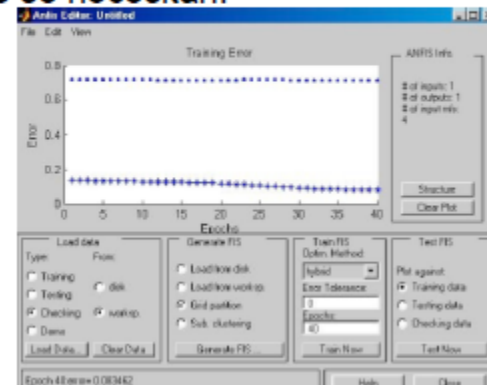 Anfis Editor: Untitled
File Edit View
Training Error
Error
0.8
0.6
0.4
0.2
0
0 5 10 15 20 25 30 35 40
Epochs
ANFIS Info.
# of inputs: 1
# of outputs: 1
# of input mfs:
4
Structure
Clear Plot
Load data
Type: From:
Training
Testing
Checking
Demo
disk
worksp.
Load Data... Clear Data
Generate FIS
Load from disk
Load from worksp.
Grid partition
Sub. clustering
Generate FIS ...
Train FIS
Optim. Method:
hybrid
Error Tolerance:
0
Epochs:
40
Train Now
Test FIS
Plot against:
Training data
Testing data
Checking data
Test Now
Epoch 40:error= 0.083462
Help Close